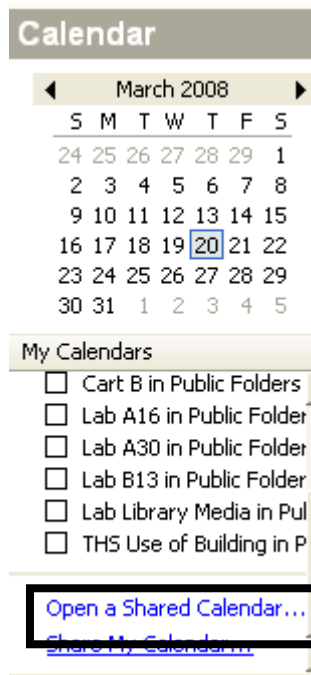 Calendar
March 2008
S M T W T F S
24 25 26 27 28 29 1
2 3 4 5 6 7 8
9 10 11 12 13 14 15
16 17 18 19 20 21 22
23 24 25 26 27 28 29
30 31 1 2 3 4 5
My Calendars
Cart B in Public Folders
Lab A16 in Public Folder
Lab A30 in Public Folder
Lab B13 in Public Folder
Lab Library Media in Pul
THS Use of Building in P
Open a Shared Calendar...
Share My Calendar...